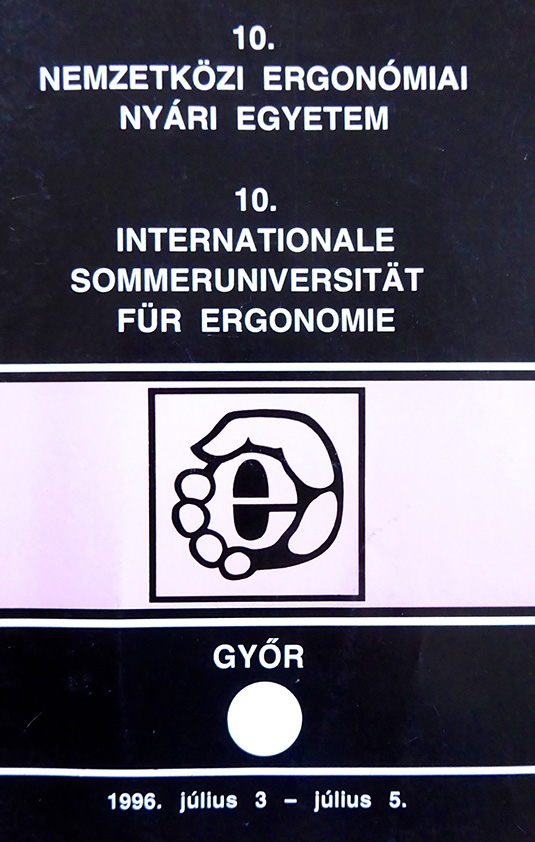 10.
NEMZETKÖZI ERGONÓMIAI
NYÁRI EGYETEM
10.
INTERNATIONALE
SOMMERUNIVERSITÄT
FÜR ERGONOMIE
e
GYŐR
1996. július 3 – július 5.